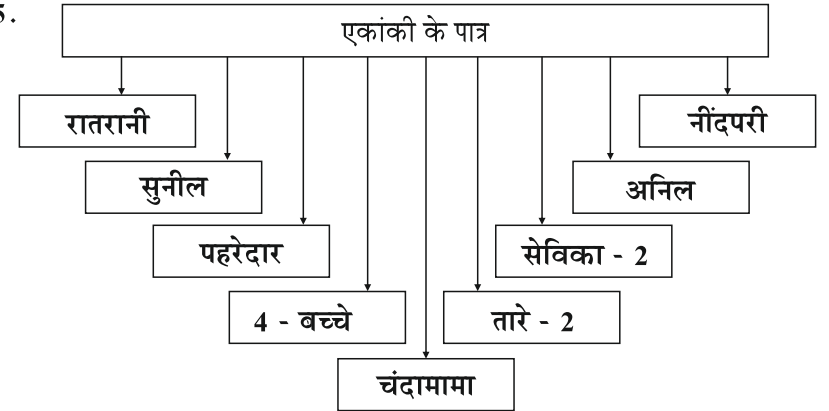 5.
एकांकी के पात्र
रातरानी
नींदपरी
सुनील
अनिल
पहरेदार
सेविका - 2
4 - बच्चे
तारे - 2
चंदामामा